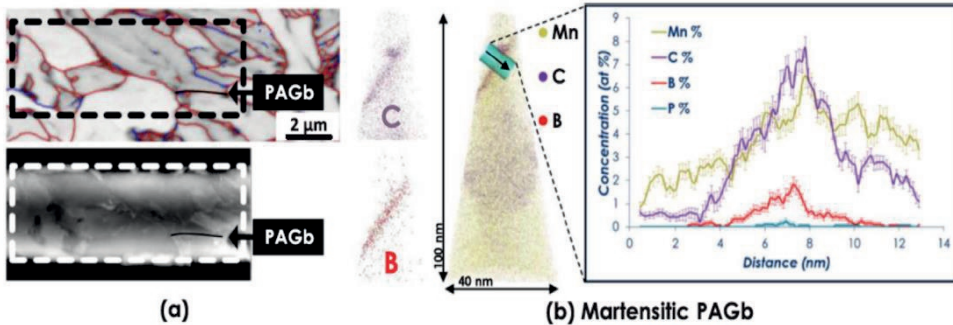 PAGb
2 μm
PAGb
(a)
C
B
Mn
C
B
100 nm
40 nm
(b) Martensitic PAGb
Concentration (at %)
9
8
7
6
5
4
3
2
1
0
Mn %
C %
B %
P %
0 2 4 6 8 10 12 14
Distance (nm)